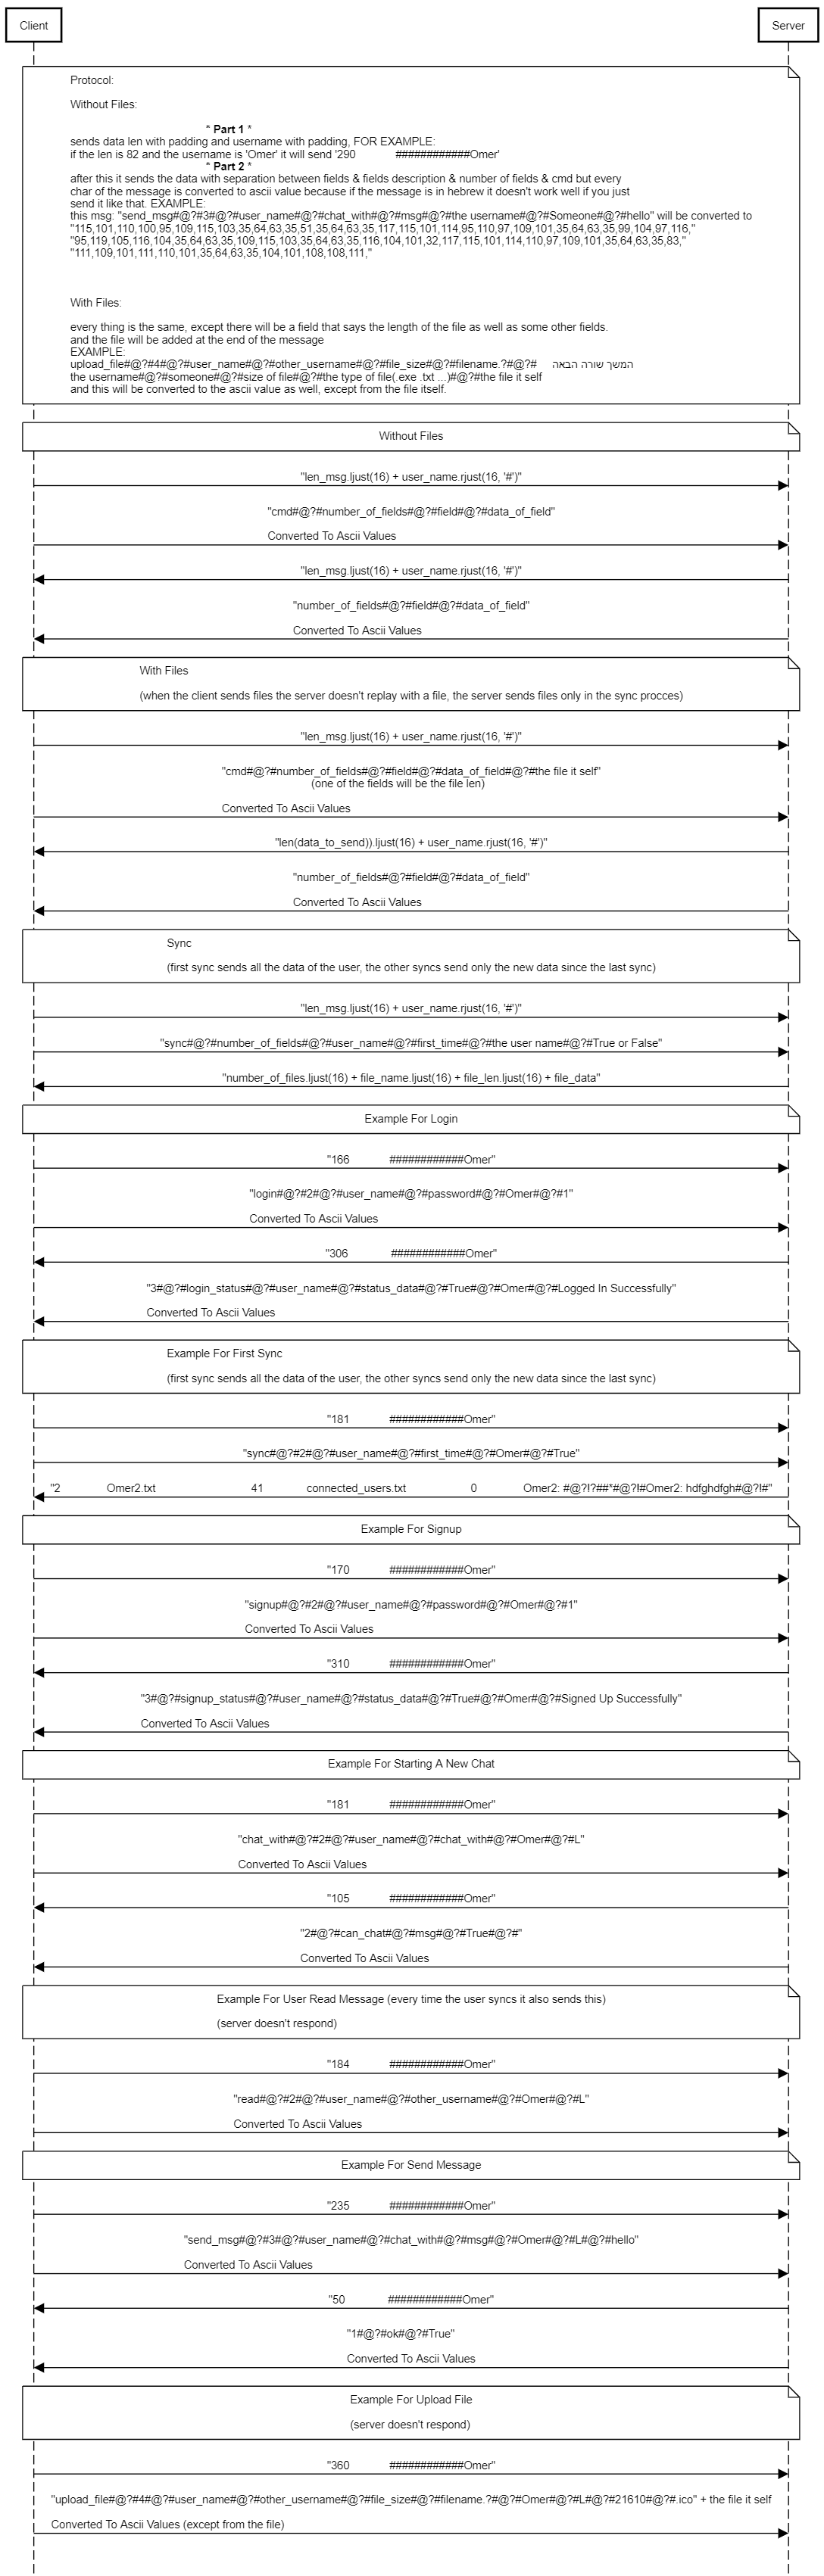 Client
Server
Protocol:
Without Files:
" Part 1 *
sends data len with padding and username with padding, FOR EXAMPLE:
if the len is 82 and the username is 'Omer' it will send '290 ############Omer'
" Part 2 *
after this it sends the data with separation between fields & fields description & number of fields & cmd but every
char of the message is converted to ascii value because if the message is in hebrew it doesn't work well if you just
send it like that. EXAMPLE:
this msg: "send_msg#@?#3#@?#user_name#@?#chat_with#@?#msg#@?#the username#@?#Someone#@?#hello" will be converted to
"115,101,110,100,95,109,115,103,35,64,63,35,51,35,64,63,35,117,115,101,114,95,110,97,109,101,35,64,63,35,99,104,97,116,"
"95,119,105,116,104,35,64,63,35,109,115,103,35,64,63,35,116,104,101,32,117,115,101,114,110,97,109,101,35,64,63,35,83,"
"111,109,101,111,110,101,35,64,63,35,104,101,108,108,111,"
With Files:
every thing is the same, except there will be a field that says the length of the file as well as some other fields.
and the file will be added at the end of the message
EXAMPLE:
upload_file#@?#4#@?#user_name#@?#other_username#@?#file_size#@?#filename.?#@?# המשך שורה הבאה
the username#@?#someone#@?#size of file#@?#the type of file(.exe .txt ...)#@?#the file it self
and this will be converted to the ascii value as well, except from the file itself.
Without Files
"len_msg.ljust(16) + user_name.rjust(16, '#')"
"cmd#@?#number_of_fields#@?#field#@?#data_of_field"
Converted To Ascii Values
"len_msg.ljust(16) + user_name.rjust(16, '#')"
"number_of_fields#@?#field#@?#data_of_field"
Converted To Ascii Values
With Files
(when the client sends files the server doesn't replay with a file, the server sends files only in the sync procces)
"len_msg.ljust(16) + user_name.rjust(16, '#')"
"cmd#@?#number_of_fields#@?#field#@?#data_of_field#@?#the file it self"
(one of the fields will be the file len)
Converted To Ascii Values
"len(data_to_send)).ljust(16) + user_name.rjust(16, '#')"
"number_of_fields#@?#field#@?#data_of_field"
Converted To Ascii Values
Sync
(first sync sends all the data of the user, the other syncs send only the new data since the last sync)
"len_msg.ljust(16) + user_name.rjust(16, '#')"
"sync#@?#number_of_fields#@?#user_name#@?#first_time#@?#the user name#@?#True or False"
"number_of_files.ljust(16) + file_name.ljust(16) + file_len.ljust(16) + file_data"
Example For Login
"166 ############Omer"
"login#@?#2#@?#user_name#@?#password#@?#Omer#@?#1"
Converted To Ascii Values
"306 ############Omer"
"3#@?#login_status#@?#user_name#@?#status_data#@?#True#@?#Omer#@?#Logged In Successfully"
Converted To Ascii Values
Example For First Sync
(first sync sends all the data of the user, the other syncs send only the new data since the last sync)
"181 ############Omer"
"sync#@?#2#@?#user_name#@?#first_time#@?#Omer#@?#True"
"2 Omer2.txt 41 connected_users.txt 0 Omer2: #@?!?##"#@?!#Omer2: hdfghdfgh#@?!#"
Example For Signup
"170 ############Omer"
"signup#@?#2#@?#user_name#@?#password#@?#Omer#@?#1"
Converted To Ascii Values
"310 ############Omer"
"3#@?#signup_status#@?#user_name#@?#status_data#@?#True#@?#Omer#@?#Signed Up Successfully"
Converted To Ascii Values
Example For Starting A New Chat
"181 ############Omer"
"chat_with#@?#2#@?#user_name#@?#chat_with#@?#Omer#@?#L"
Converted To Ascii Values
"105 ############Omer"
"2#@?#can_chat#@?#msg#@?#True#@?#"
Converted To Ascii Values
Example For User Read Message (every time the user syncs it also sends this)
(server doesn't respond)
"184 ############Omer"
"read#@?#2#@?#user_name#@?#other_username#@?#Omer#@?#L"
Converted To Ascii Values
Example For Send Message
"235 ############Omer"
"send_msg#@?#3#@?#user_name#@?#chat_with#@?#msg#@?#Omer#@?#L#@?#hello"
Converted To Ascii Values
"50 ############Omer"
"1#@?#ok#@?#True"
Converted To Ascii Values
Example For Upload File
(server doesn't respond)
"360 ############Omer"
"upload_file#@?#4#@?#user_name#@?#other_username#@?#file_size#@?#filename.?#@?#Omer#@?#L#@?#21610#@?#.ico" + the file it self
Converted To Ascii Values (except from the file)